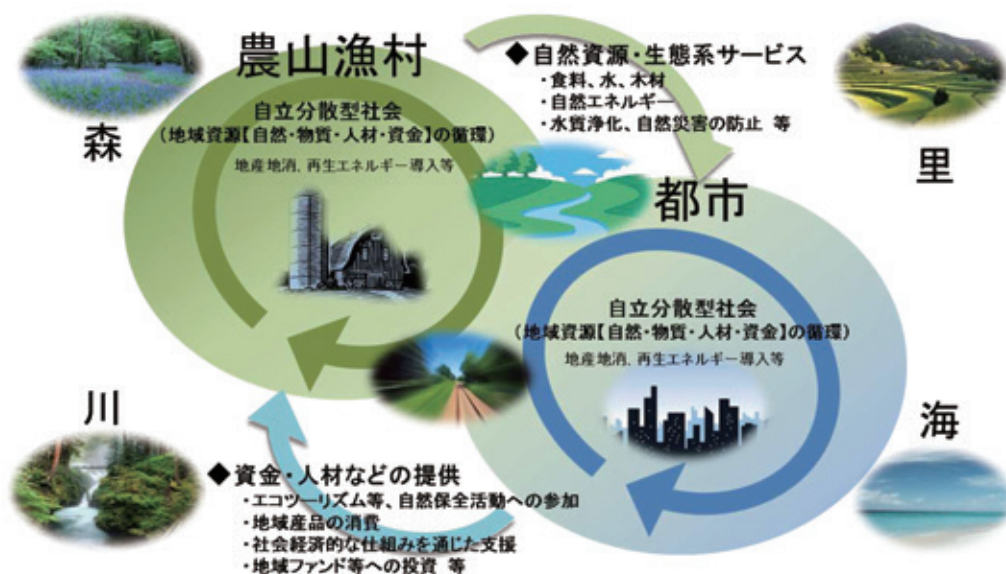 農山漁村
自立分散型社会
(地域資源【自然・物質・人材・資金】の循環)
地産地消、再生エネルギー導入等
◆自然資源・生態系サービス
・食料、水、木材
・自然エネルギー
・水質浄化、自然災害の防止 等
森
里
都市
自立分散型社会
(地域資源【自然・物質・人材・資金】の循環)
地産地消、再生エネルギー導入等
川
海
◆資金・人材などの提供
・エコツーリズム等、自然保全活動への参加
・地域産品の消費
・社会経済的な仕組みを通じた支援
・地域ファンド等への投資 等